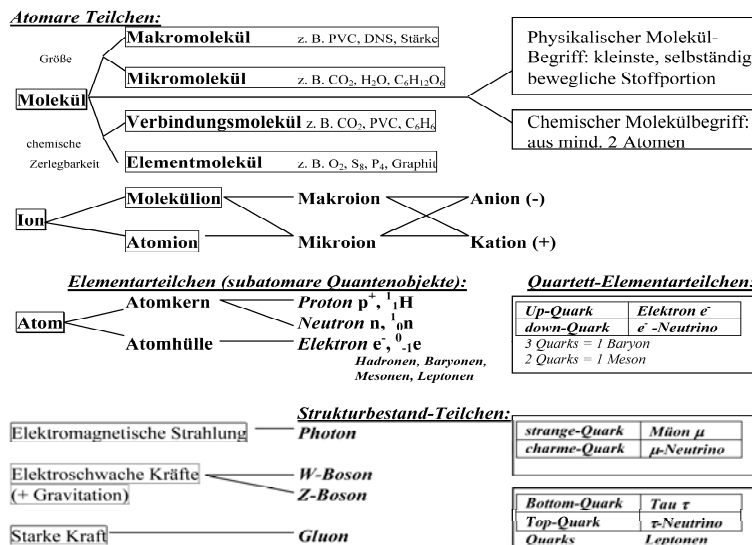 Atomare Teilchen:
Makromolekül z. B. PVC, DNS, Stärke
Größe
Mikromolekül z. B. CO₂, H₂O, C₆H₁₂O₆
Molekül
Verbindungsmolekül z. B. CO₂, PVC, C₆H₆
chemische
Zerlegbarkeit
Elementmolekül z. B. O₂, S₈, P₄, Graphit
Physikalischer Molekül-
Begriff: kleinste, selbständig
bewegliche Stoffportion
Chemischer Molekülbegriff:
aus mind. 2 Atomen
Ion
Molekülion Makroion Anion (-)
Atomion Mikroion Kation (+)
Elementarteilchen (subatomare Quantenobjekte):
Atom
Atomkern Proton p⁺, ¹₁H
Neutron n, ¹₀n
Atomhülle Elektron e⁻, ⁰₋₁e
Hadronen, Baryonen,
Mesonen, Leptonen
Quartett-Elementarteilchen:
Up-Quark Elektron e⁻
down-Quark e⁻ -Neutrino
3 Quarks = 1 Baryon
2 Quarks = 1 Meson
Strukturbestand-Teilchen:
Elektromagnetische Strahlung Photon
Elektroschwache Kräfte W-Boson
(+ Gravitation) Z-Boson
Starke Kraft Gluon
strange-Quark Müon μ
charme-Quark μ-Neutrino
Bottom-Quark Tau τ
Top-Quark τ-Neutrino
Quarks Leptonen